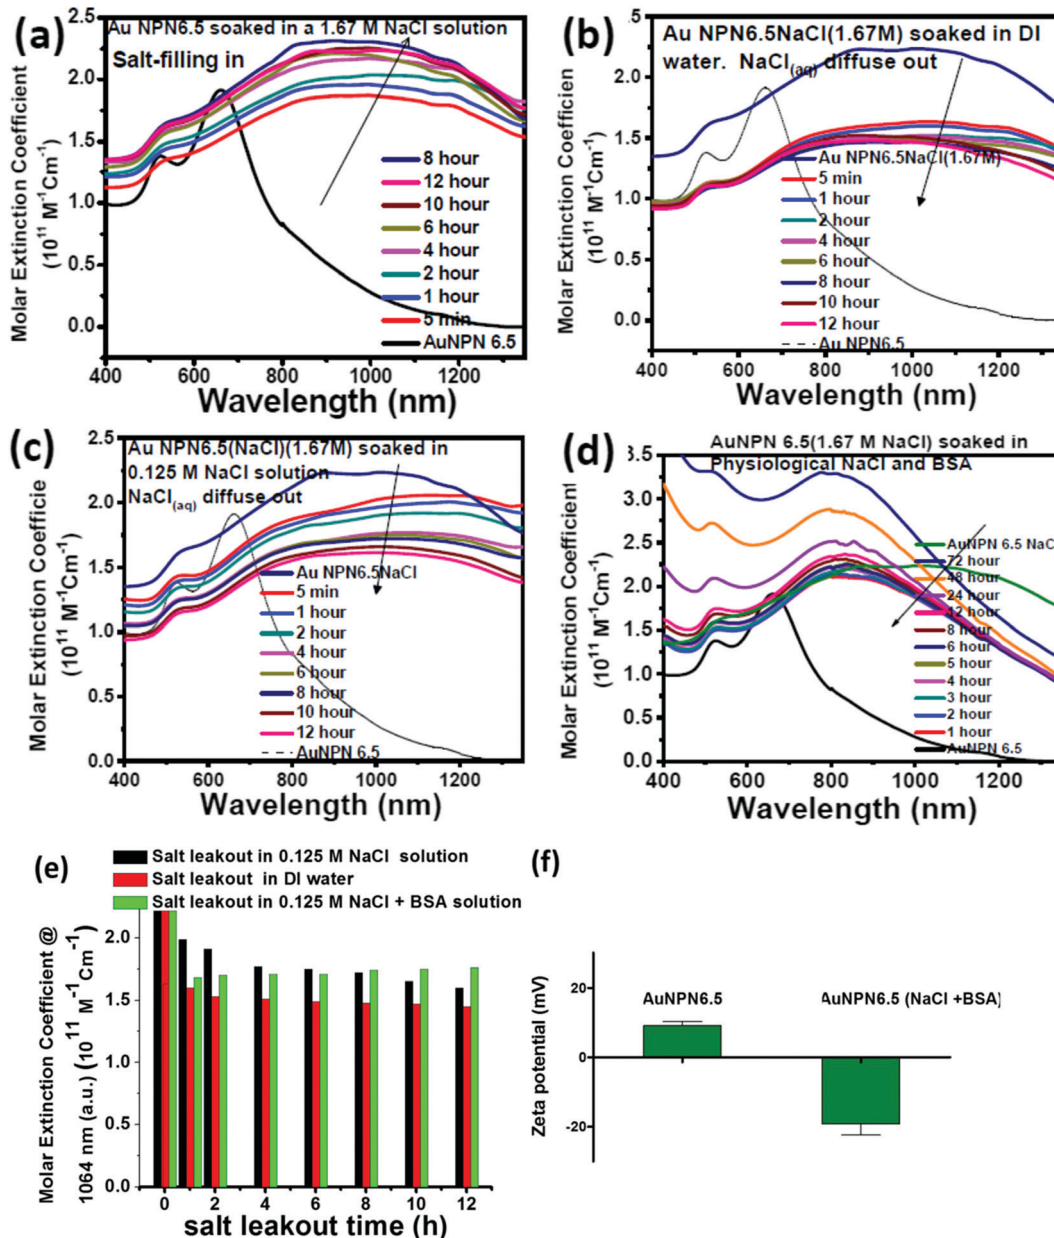 (a)
Au NPN6.5 soaked in a 1.67 M NaCl solution
Salt-filling in
Molar Extinction Coefficient
(10¹¹ M⁻¹Cm⁻¹)
2.5
2.0
1.5
1.0
0.5
0.0
8 hour
12 hour
10 hour
6 hour
4 hour
2 hour
1 hour
5 min
AuNPN 6.5
400 600 800 1000 1200
Wavelength (nm)
(b)
Au NPN6.5NaCl(1.67M) soaked in DI
water. NaCl(aq) diffuse out
Molar Extinction Coefficien
(10¹¹ M⁻¹Cm⁻¹)
2.5
2.0
1.5
1.0
0.5
0.0
Au NPN6.5NaCl(1.67M)
5 min
1 hour
2 hour
4 hour
6 hour
8 hour
10 hour
12 hour
Au NPN6.5
400 600 800 1000 1200
Wavelength (nm)
(c)
Au NPN6.5(NaCl)(1.67M) soaked in
0.125 M NaCl solution
NaCl(aq) diffuse out
Molar Extinction Coefficie
(10¹¹ M⁻¹Cm⁻¹)
2.5
2.0
1.5
1.0
0.5
0.0
Au NPN6.5NaCl
5 min
1 hour
2 hour
4 hour
6 hour
8 hour
10 hour
12 hour
AuNPN 6.5
400 600 800 1000 1200
Wavelength (nm)
(d)
AuNPN 6.5(1.67 M NaCl) soaked in
Physiological NaCl and BSA
Molar Extinction Coefficient
(10¹¹ M⁻¹Cm⁻¹)
3.5
3.0
2.5
2.0
1.5
1.0
0.5
0.0
AuNPN 6.5 NaC
72 hour
48 hour
24 hour
12 hour
8 hour
6 hour
5 hour
4 hour
3 hour
2 hour
1 hour
AuNPN 6.5
400 600 800 1000 1200
Wavelength (nm)
(e)
Salt leakout in 0.125 M NaCl solution
Salt leakout in DI water
Salt leakout in 0.125 M NaCl + BSA solution
Molar Extinction Coefficient @
1064 nm (a.u.) (10¹¹ M⁻¹Cm⁻¹)
2.0
1.5
1.0
0.5
0.0
0 2 4 6 8 10 12
salt leakout time (h)
(f)
Zeta potential (mV)
20
0
-20
AuNPN6.5
AuNPN6.5 (NaCl +BSA)